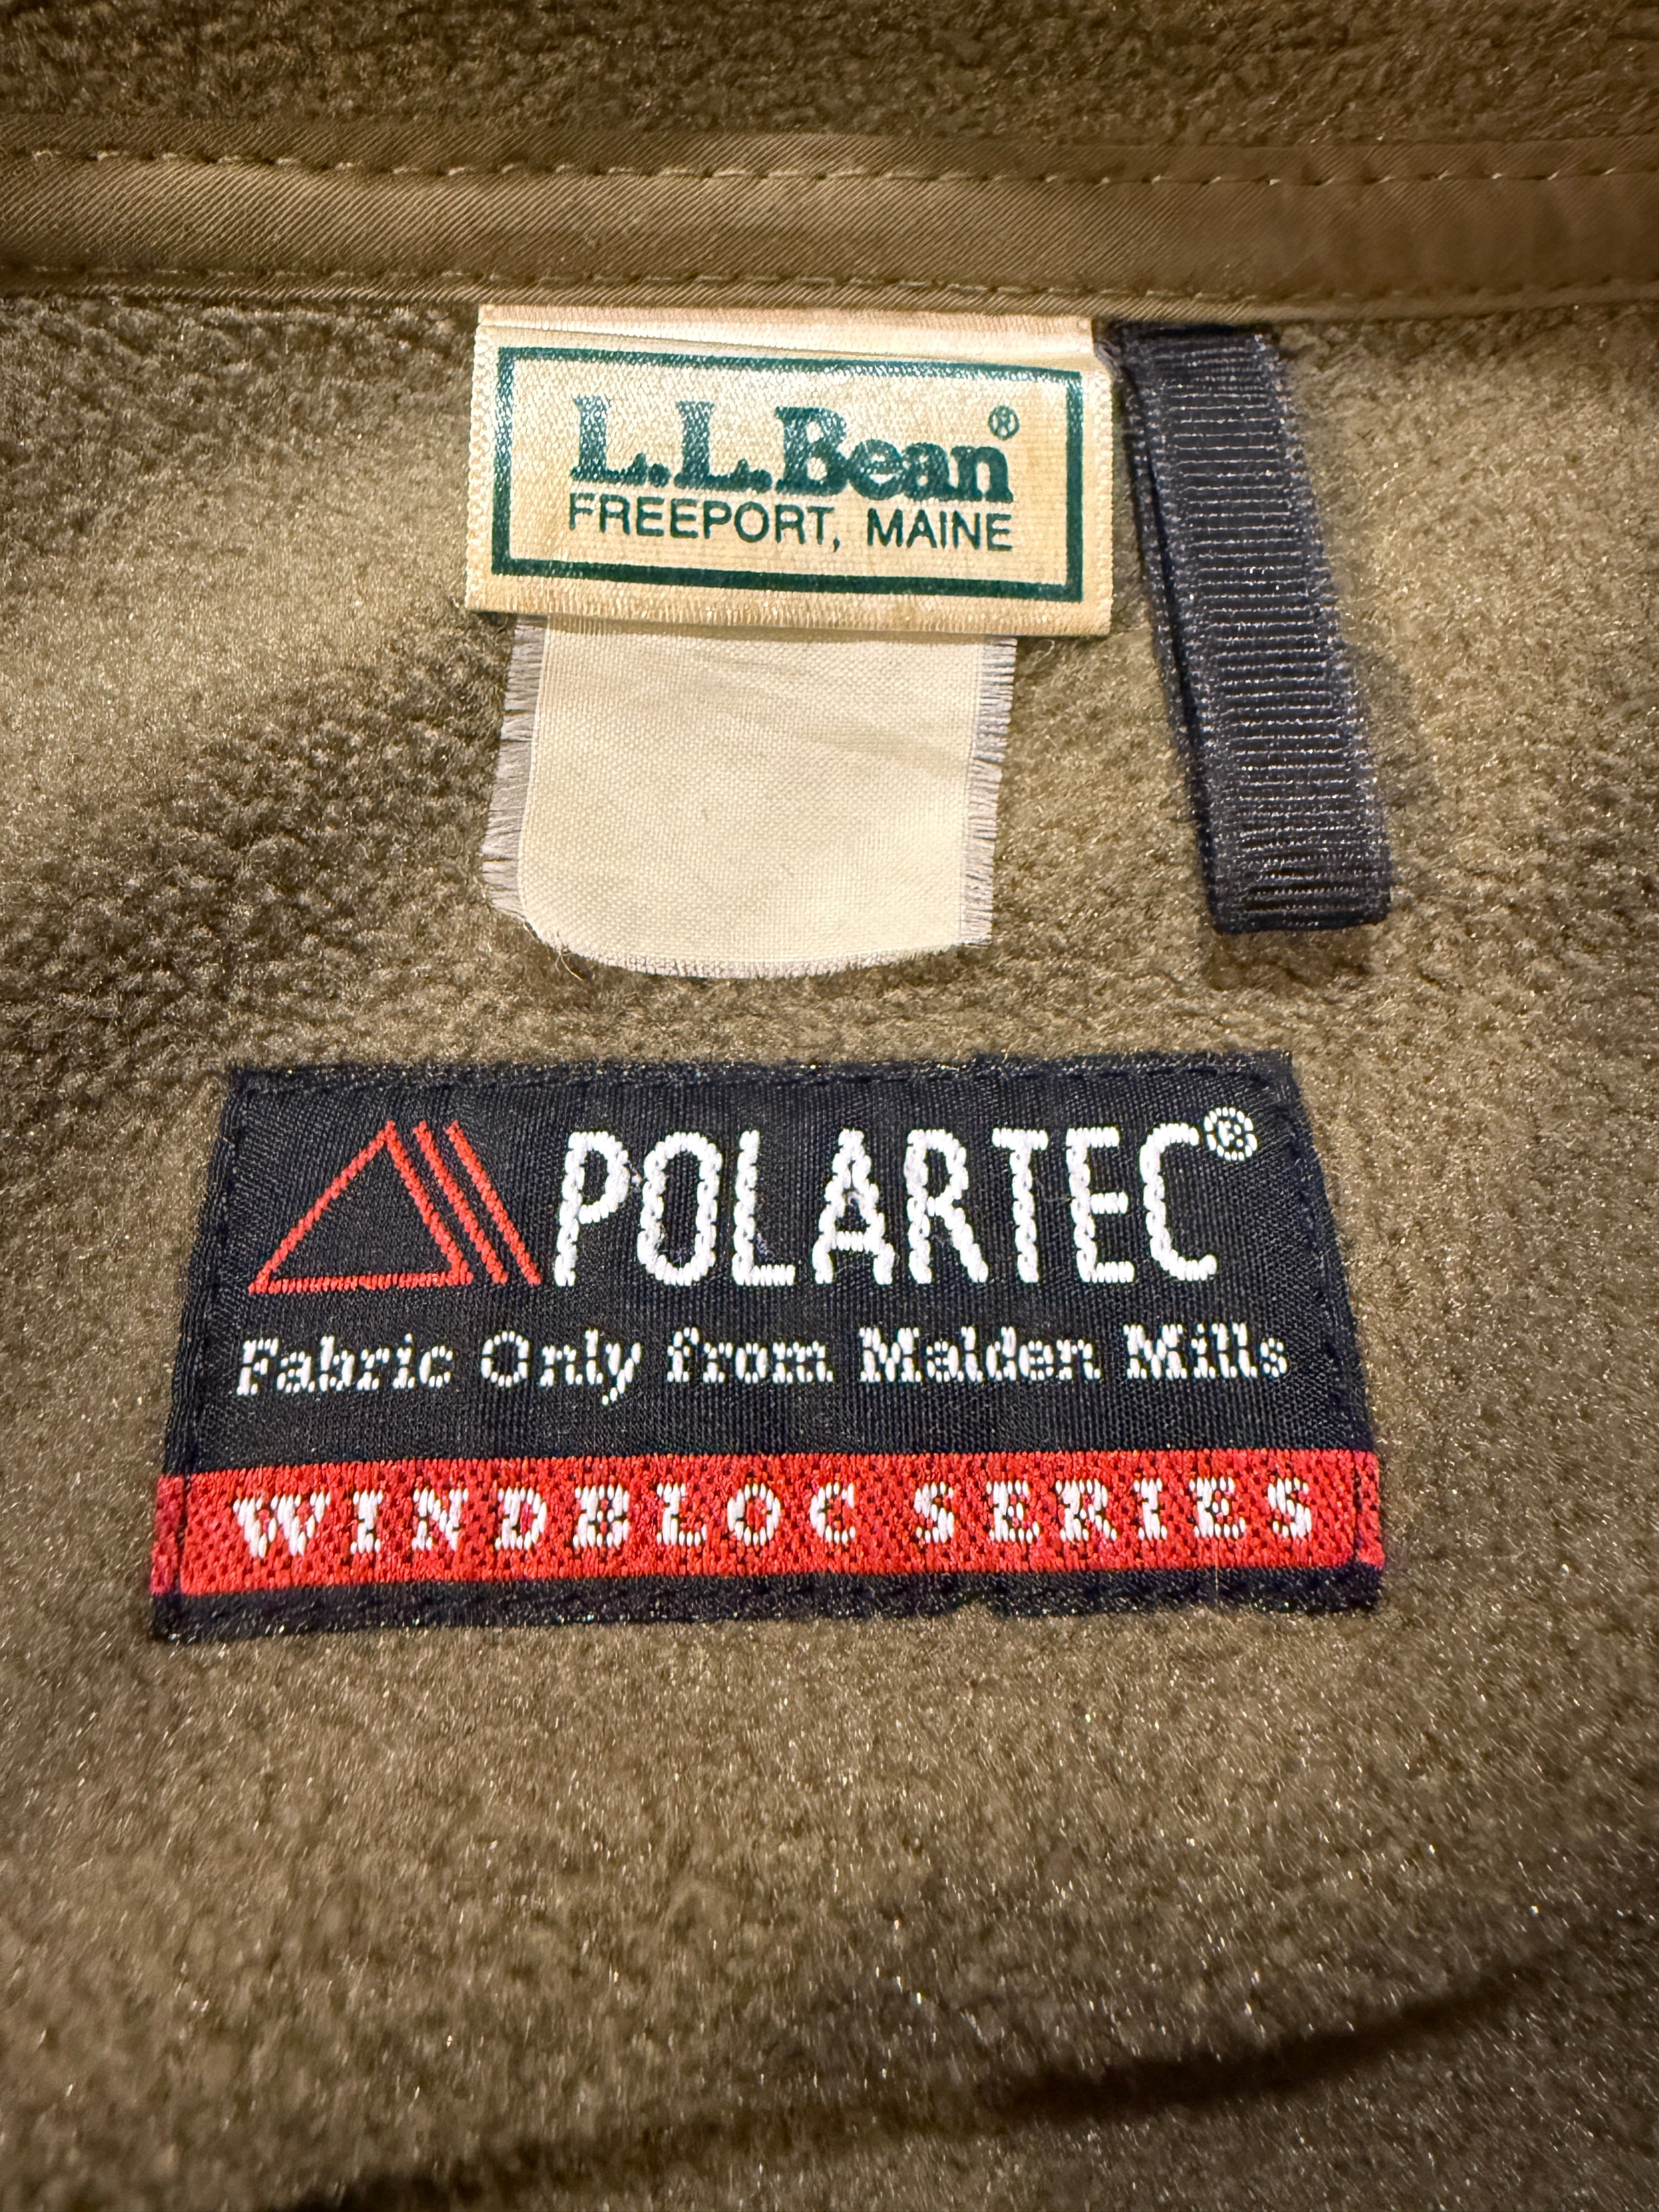 L.L.Bean®
FREEPORT, MAINE
POLARTEC®
Fabric Only from Malden Mills
WINDBLOC SERIES